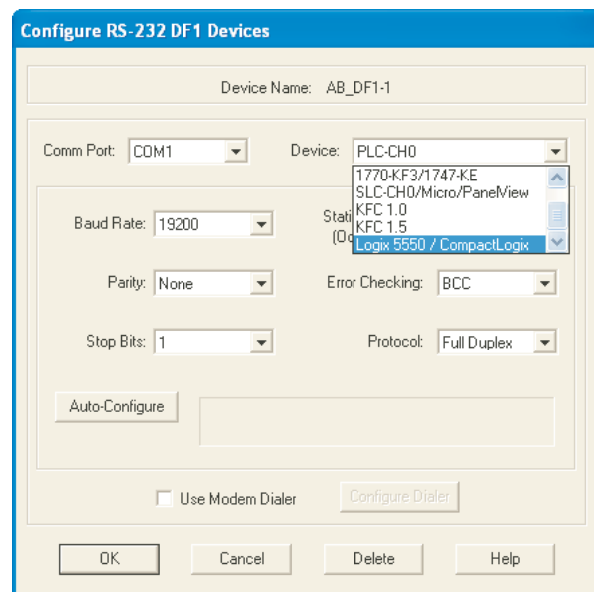 Configure RS-232 DF1 Devices
Device Name: AB_DF1-1
Comm Port: COM1 Device: PLC-CH0
1770-KF3/1747-KE
SLC-CH0/Micro/PanelView
KFC 1.0
KFC 1.5
Logix 5550 / CompactLogix
Baud Rate: 19200
Parity: None Error Checking: BCC
Stop Bits: 1 Protocol: Full Duplex
Auto-Configure
Use Modem Dialer Configure Dialer
OK Cancel Delete Help